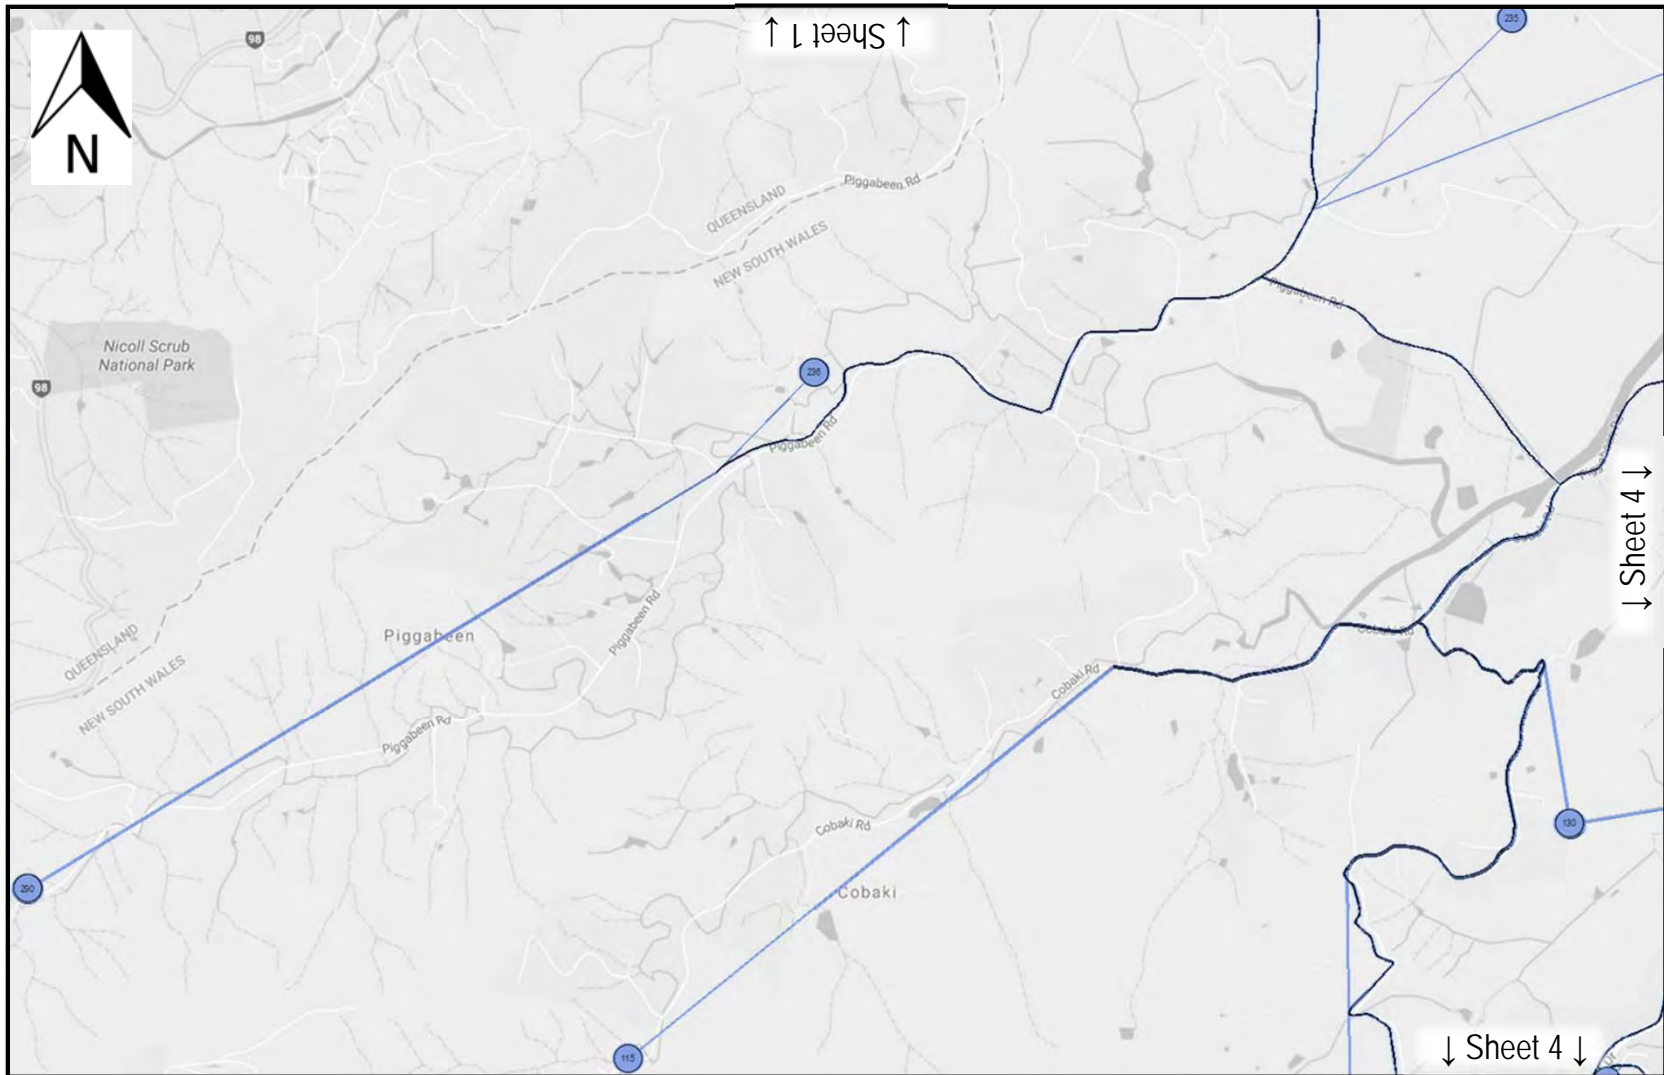 ↑ Sheet 1 ↑
235
98
N
Piggabeen Rd
QUEENSLAND
NEW SOUTH WALES
Piggabeen Rd
Nicoll Scrub
National Park
98
236
Piggabeen Rd
↓ Sheet 4 ↓
Piggabeen Rd
Cobaki Rd
Piggabeen
QUEENSLAND
NEW SOUTH WALES
Cobaki Rd
Piggabeen Rd
130
Cobaki Rd
290
Cobaki
115
↓ Sheet 4 ↓